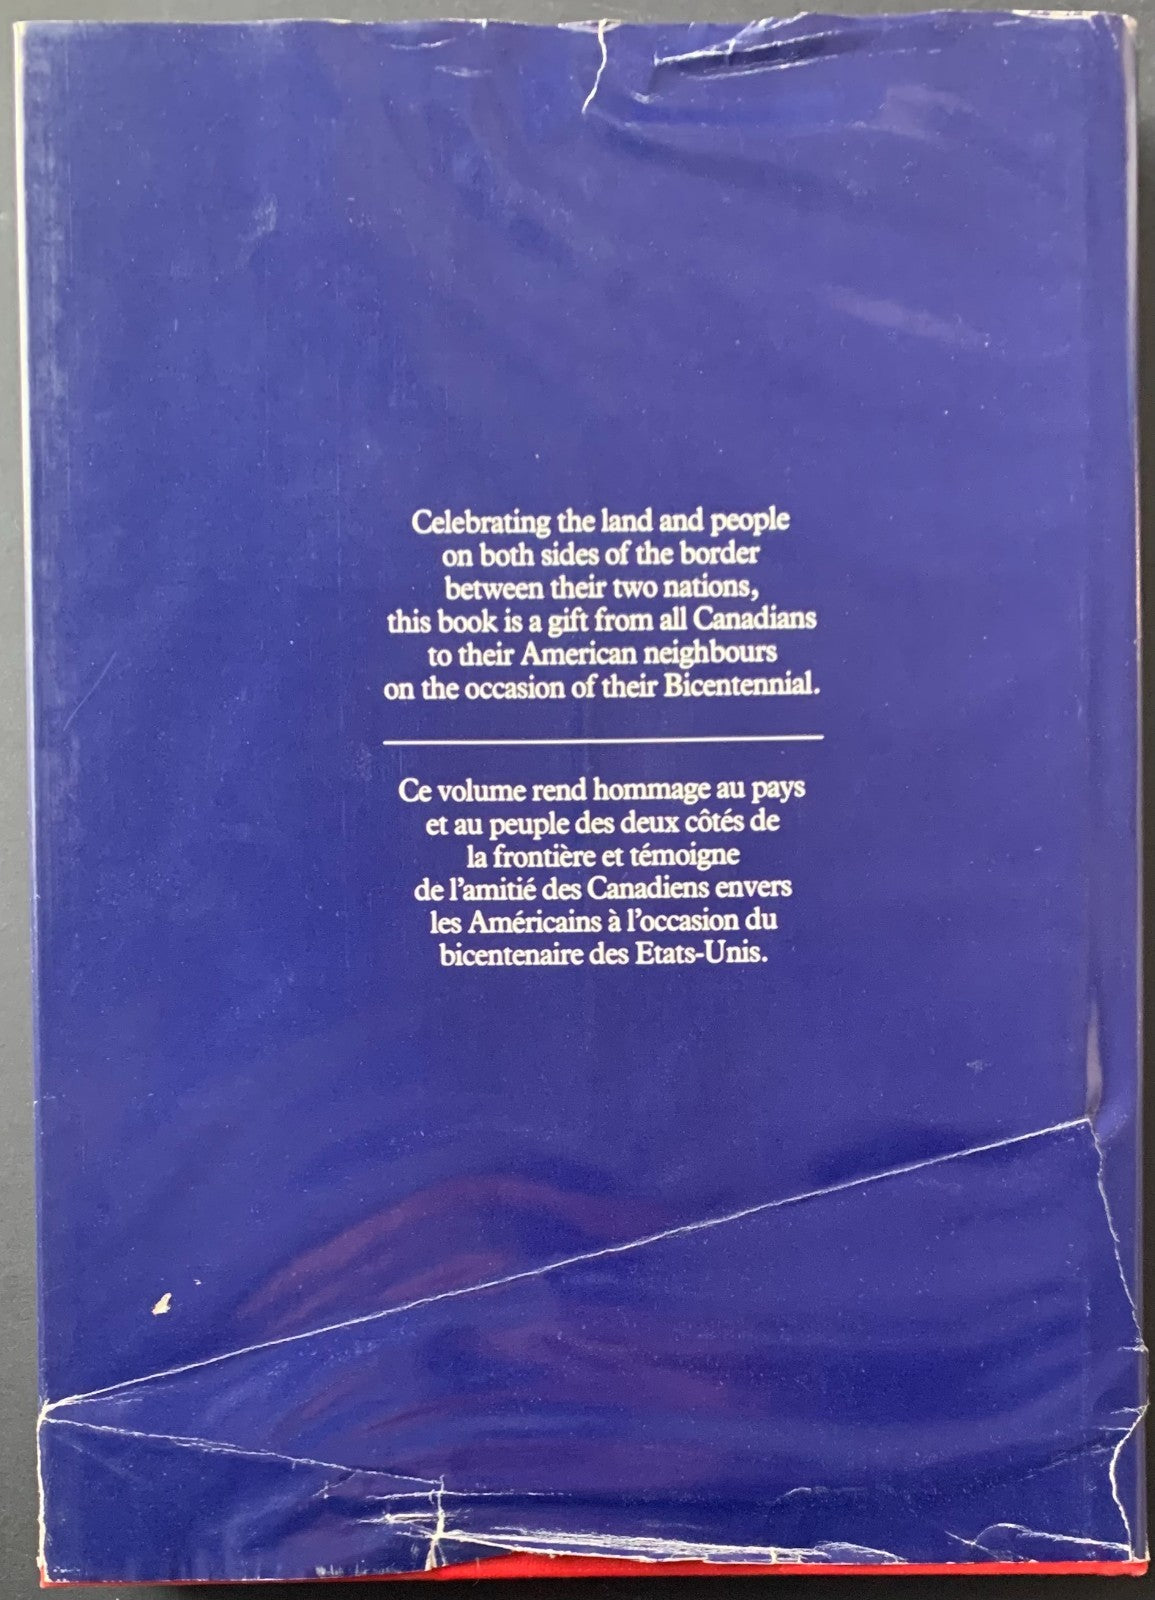 Celebrating the land and people
on both sides of the border
between their two nations,
this book is a gift from all Canadians
to their American neighbours
on the occasion of their Bicentennial.
Ce volume rend hommage au pays
et au peuple des deux côtés de
la frontière et témoigne
de l'amitié des Canadiens envers
les Américains à l'occasion du
bicentenaire des Etats-Unis.